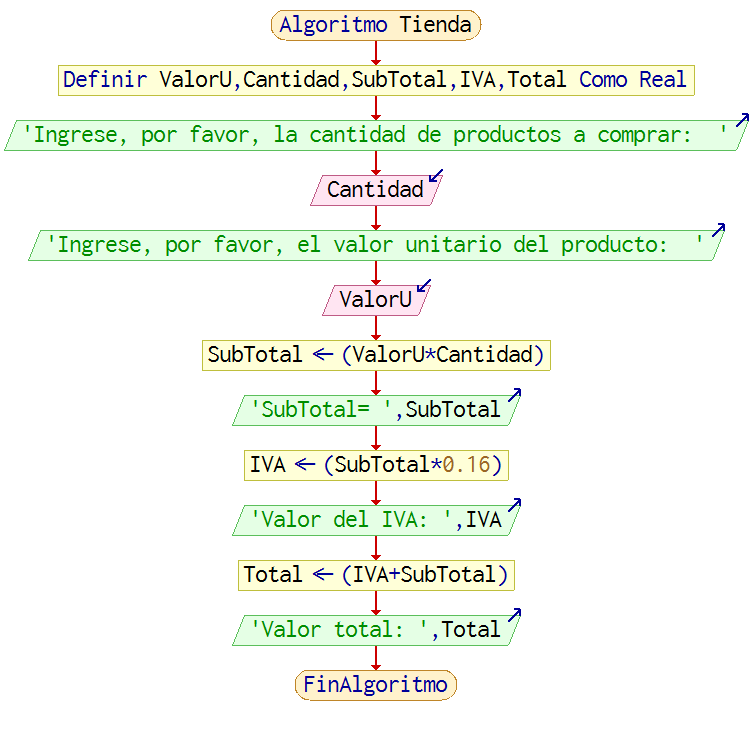 Algoritmo Tienda
Definir ValorU,Cantidad,SubTotal,IVA,Total Como Real
'Ingrese, por favor, la cantidad de productos a comprar:  '
Cantidad
'Ingrese, por favor, el valor unitario del producto:  '
ValorU
SubTotal ← (ValorU*Cantidad)
'SubTotal= ',SubTotal
IVA ← (SubTotal*0.16)
'Valor del IVA: ',IVA
Total ← (IVA+SubTotal)
'Valor total: ',Total
FinAlgoritmo